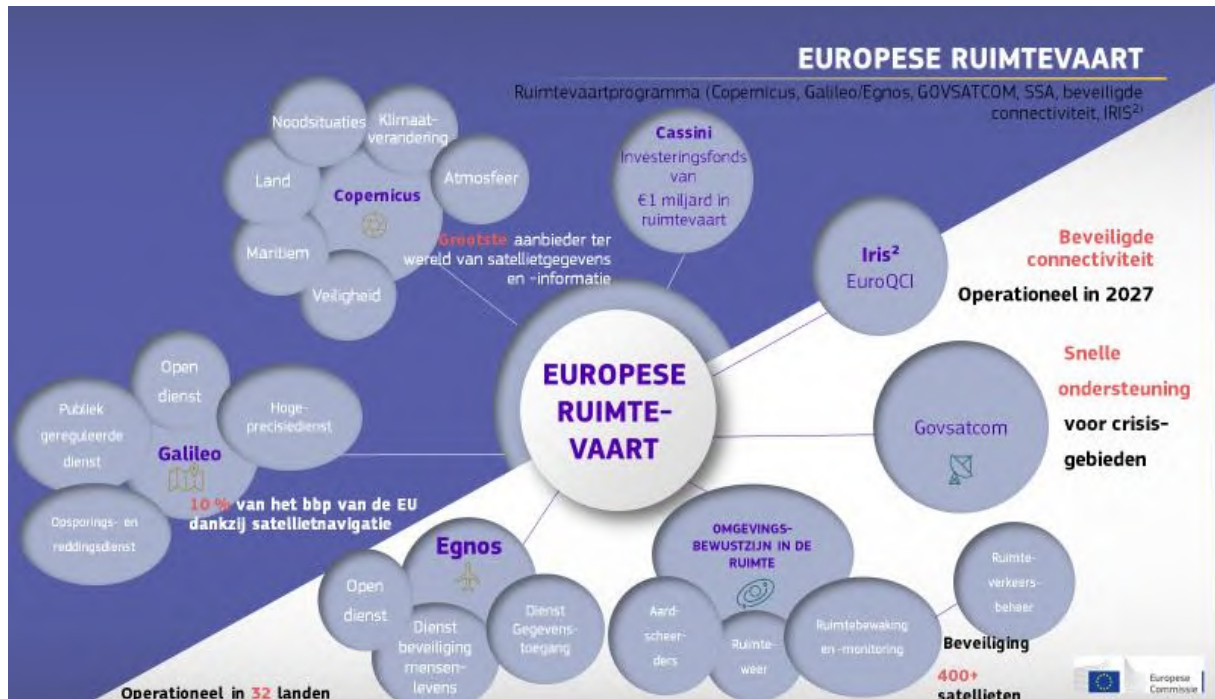 EUROPESE RUIMTEVAART
Ruimtevaartprogramma (Copernicus, Galileo/Egnos, GOVSATCOM, SSA, beveiligde
connectiviteit, IRIS²⁾
Noodsituaties
Klimaat-
verandering
Land
Copernicus
Atmosfeer
Maritiem
Veiligheid
Grootste aanbieder ter
wereld van satellietgegevens
en -informatie
Cassini
Investeringsfonds
van
€1 miljard in
ruimtevaart
Iris²
EuroQCI
Beveiligde
connectiviteit
Operationeel in 2027
EUROPESE
RUIMTE-
VAART
Open
dienst
Publiek
gereguleerde
dienst
Hoge-
precisiedienst
Galileo
Opsporings- en
reddingsdienst
10 % van het bbp van de EU
dankzij satellietnavigatie
Govsatcom
Snelle
ondersteuning
voor crisis-
gebieden
Egnos
Open
dienst
Dienst
beveiliging
mensen-
levens
Dienst
Gegevens-
toegang
Operationeel in 32 landen
OMGEVINGS-
BEWUSTZIJN IN DE
RUIMTE
Aard-
scheer-
ders
Ruimte-
weer
Ruimtebewaking
en -monitoring
Ruimte-
verkeers-
beheer
Beveiliging
400+
satellieten
Europese
Commissie